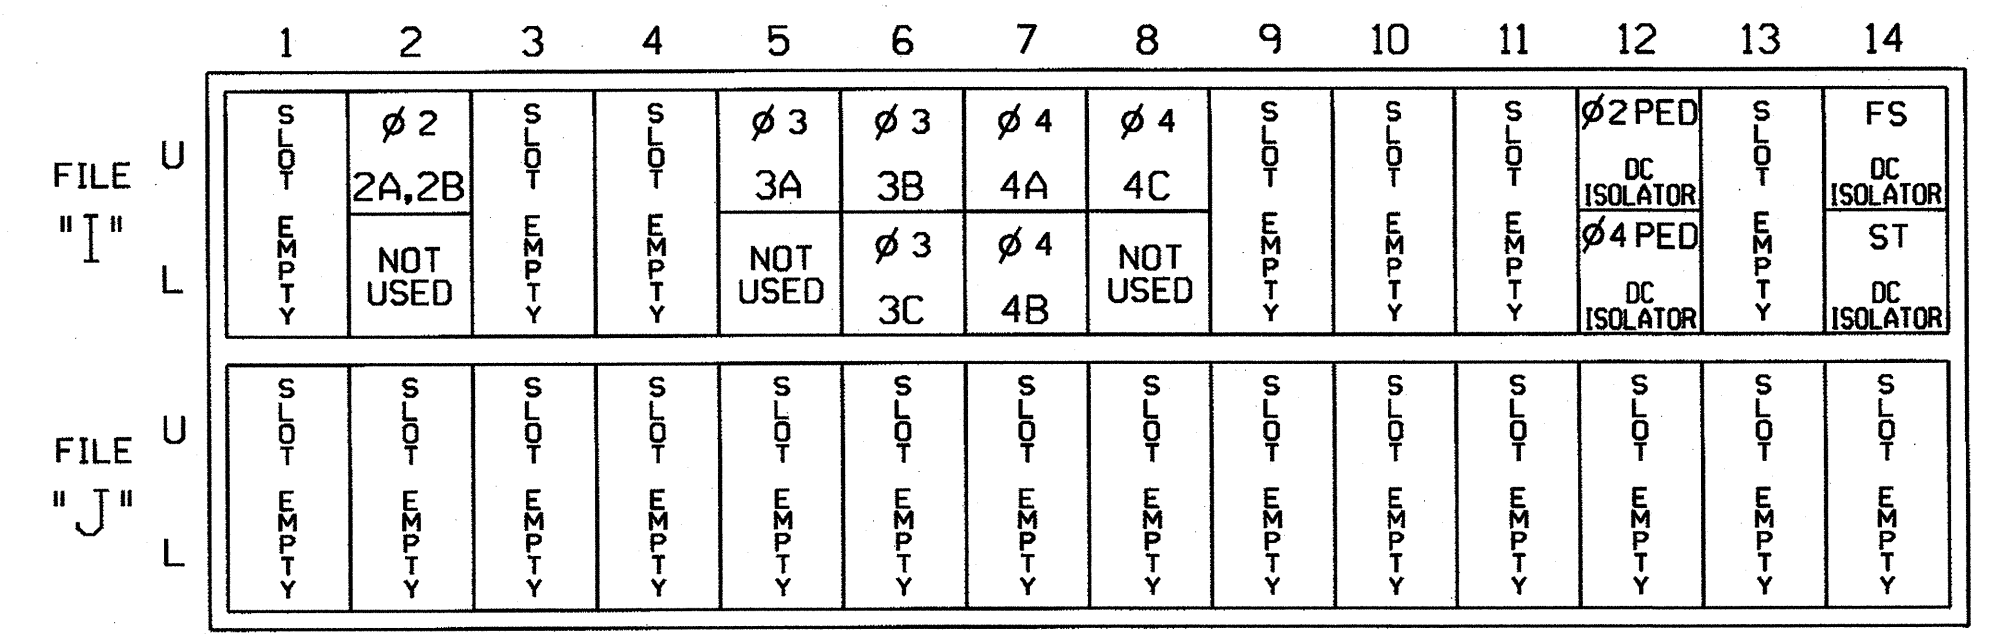 1 2 3 4 5 6 7 8 9 10 11 12 13 14
FILE "I"
U
L
SLOT EMPTY
Ø 2
2A,2B
NOT USED
SLOT EMPTY
SLOT EMPTY
Ø 3
3A
NOT USED
Ø 3
3B
Ø 3
3C
Ø 4
4A
Ø 4
4B
Ø 4
4C
NOT USED
SLOT EMPTY
SLOT EMPTY
SLOT EMPTY
Ø2 PED
DC
ISOLATOR
Ø4 PED
DC
ISOLATOR
SLOT EMPTY
FS
DC
ISOLATOR
ST
DC
ISOLATOR
FILE "J"
U
L
SLOT EMPTY
SLOT EMPTY
SLOT EMPTY
SLOT EMPTY
SLOT EMPTY
SLOT EMPTY
SLOT EMPTY
SLOT EMPTY
SLOT EMPTY
SLOT EMPTY
SLOT EMPTY
SLOT EMPTY
SLOT EMPTY
SLOT EMPTY